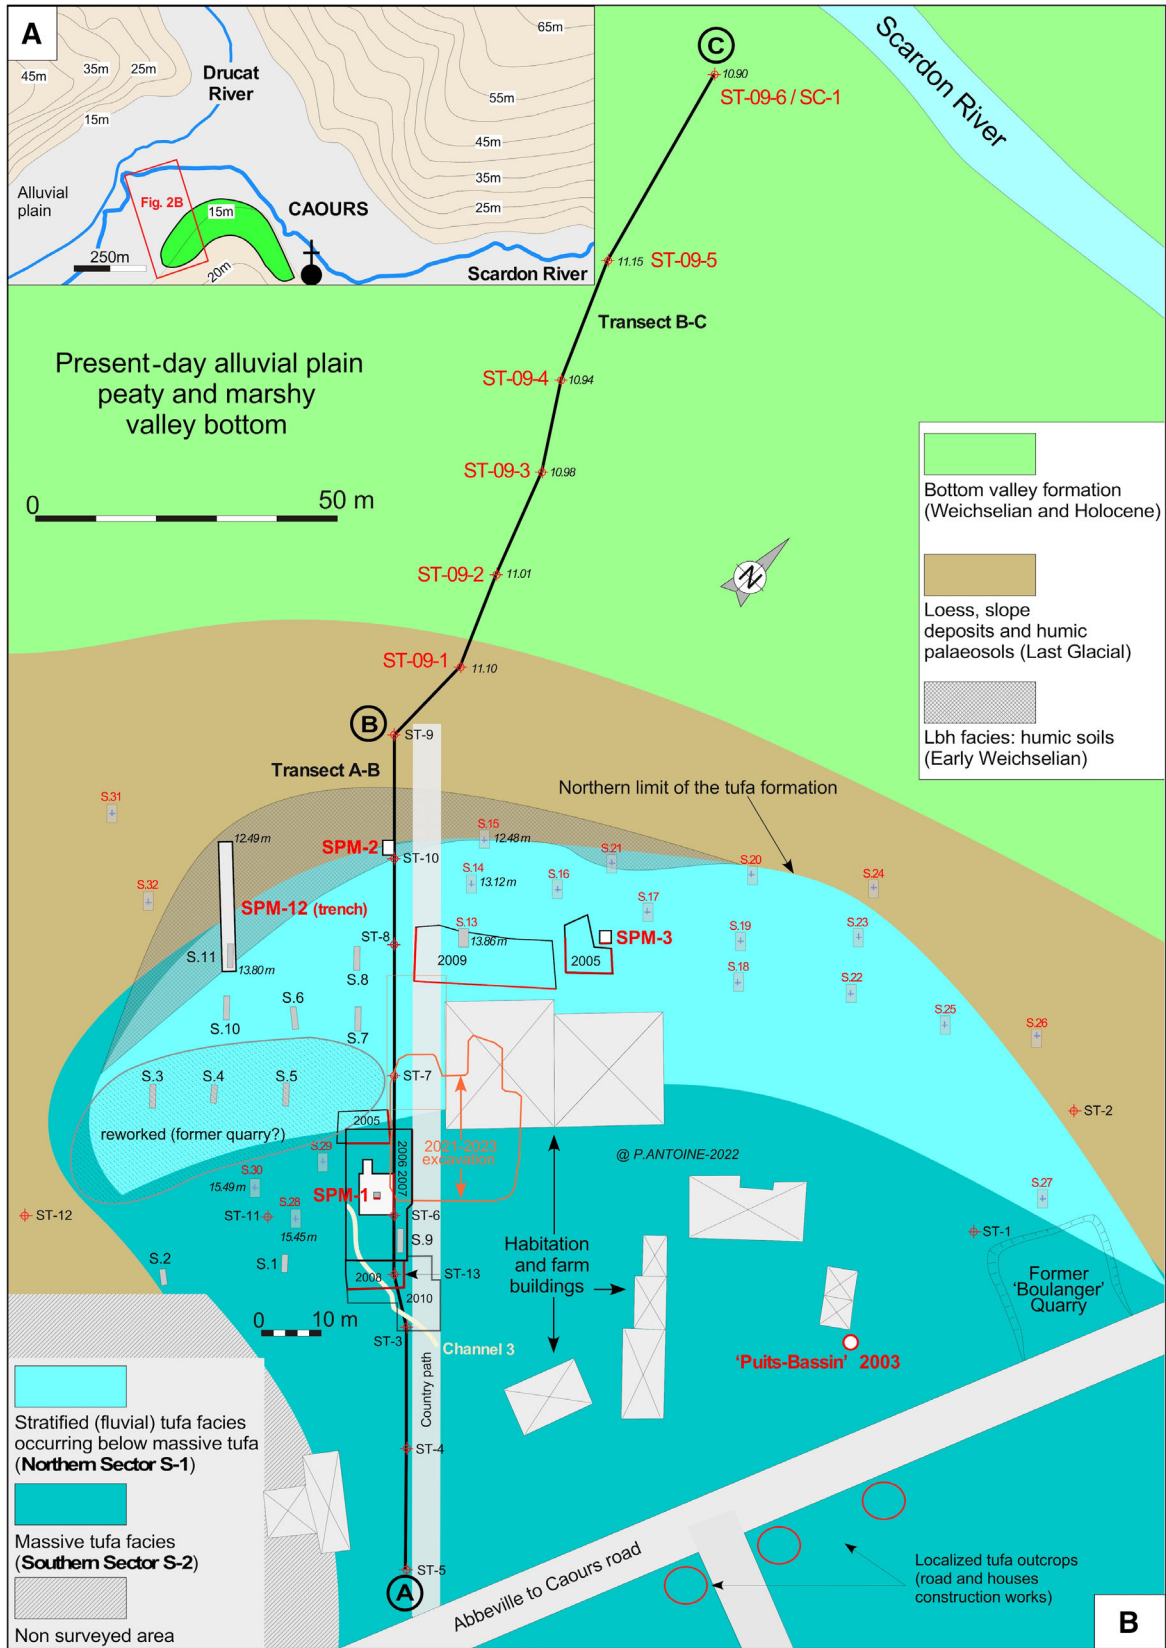 A
45m
35m
25m
15m
Drucat
River
65m
55m
45m
35m
25m
Alluvial
plain
Fig. 2B
15m
CAOURS
250m
20m
Scardon River
C
10.90
ST-09-6 / SC-1
Scardon River
11.15
ST-09-5
Transect B-C
Present-day alluvial plain
peaty and marshy
valley bottom
ST-09-4
10.94
ST-09-3
10.98
0
50 m
ST-09-2
11.01
N
Bottom valley formation
(Weichselian and Holocene)
Loess, slope
deposits and humic
palaeosols (Last Glacial)
Lbh facies: humic soils
(Early Weichselian)
ST-09-1
11.10
B
ST-9
Transect A-B
Northern limit of the tufa formation
S.31
12.49 m
SPM-2
S.15
12.48 m
ST-10
S.21
S.20
S.24
S.14
13.12 m
S.16
S.32
SPM-12 (trench)
S.17
S.13
13.86 m
ST-8
SPM-3
S.19
S.23
S.11
13.80 m
2009
2005
S.8
S.18
S.22
S.10
S.6
S.7
S.25
S.26
S.3
S.4
S.5
ST-7
ST-2
reworked (former quarry?)
2005
2006 2007
2021-2023
excavation
@ P.ANTOINE-2022
S.29
S.30
15.49 m
SPM-1
S.28
S.27
ST-12
ST-11
15.45 m
ST-6
ST-1
S.9
S.2
S.1
Habitation
and farm
buildings
Former
'Boulanger'
Quarry
2008
ST-13
2010
0
10 m
ST-3
Channel 3
'Puits-Bassin' 2003
Country path
Stratified (fluvial) tufa facies
occurring below massive tufa
(Northern Sector S-1)
ST-4
Massive tufa facies
(Southern Sector S-2)
ST-5
A
Abbeville to Caours road
Localized tufa outcrops
(road and houses
construction works)
Non surveyed area
B